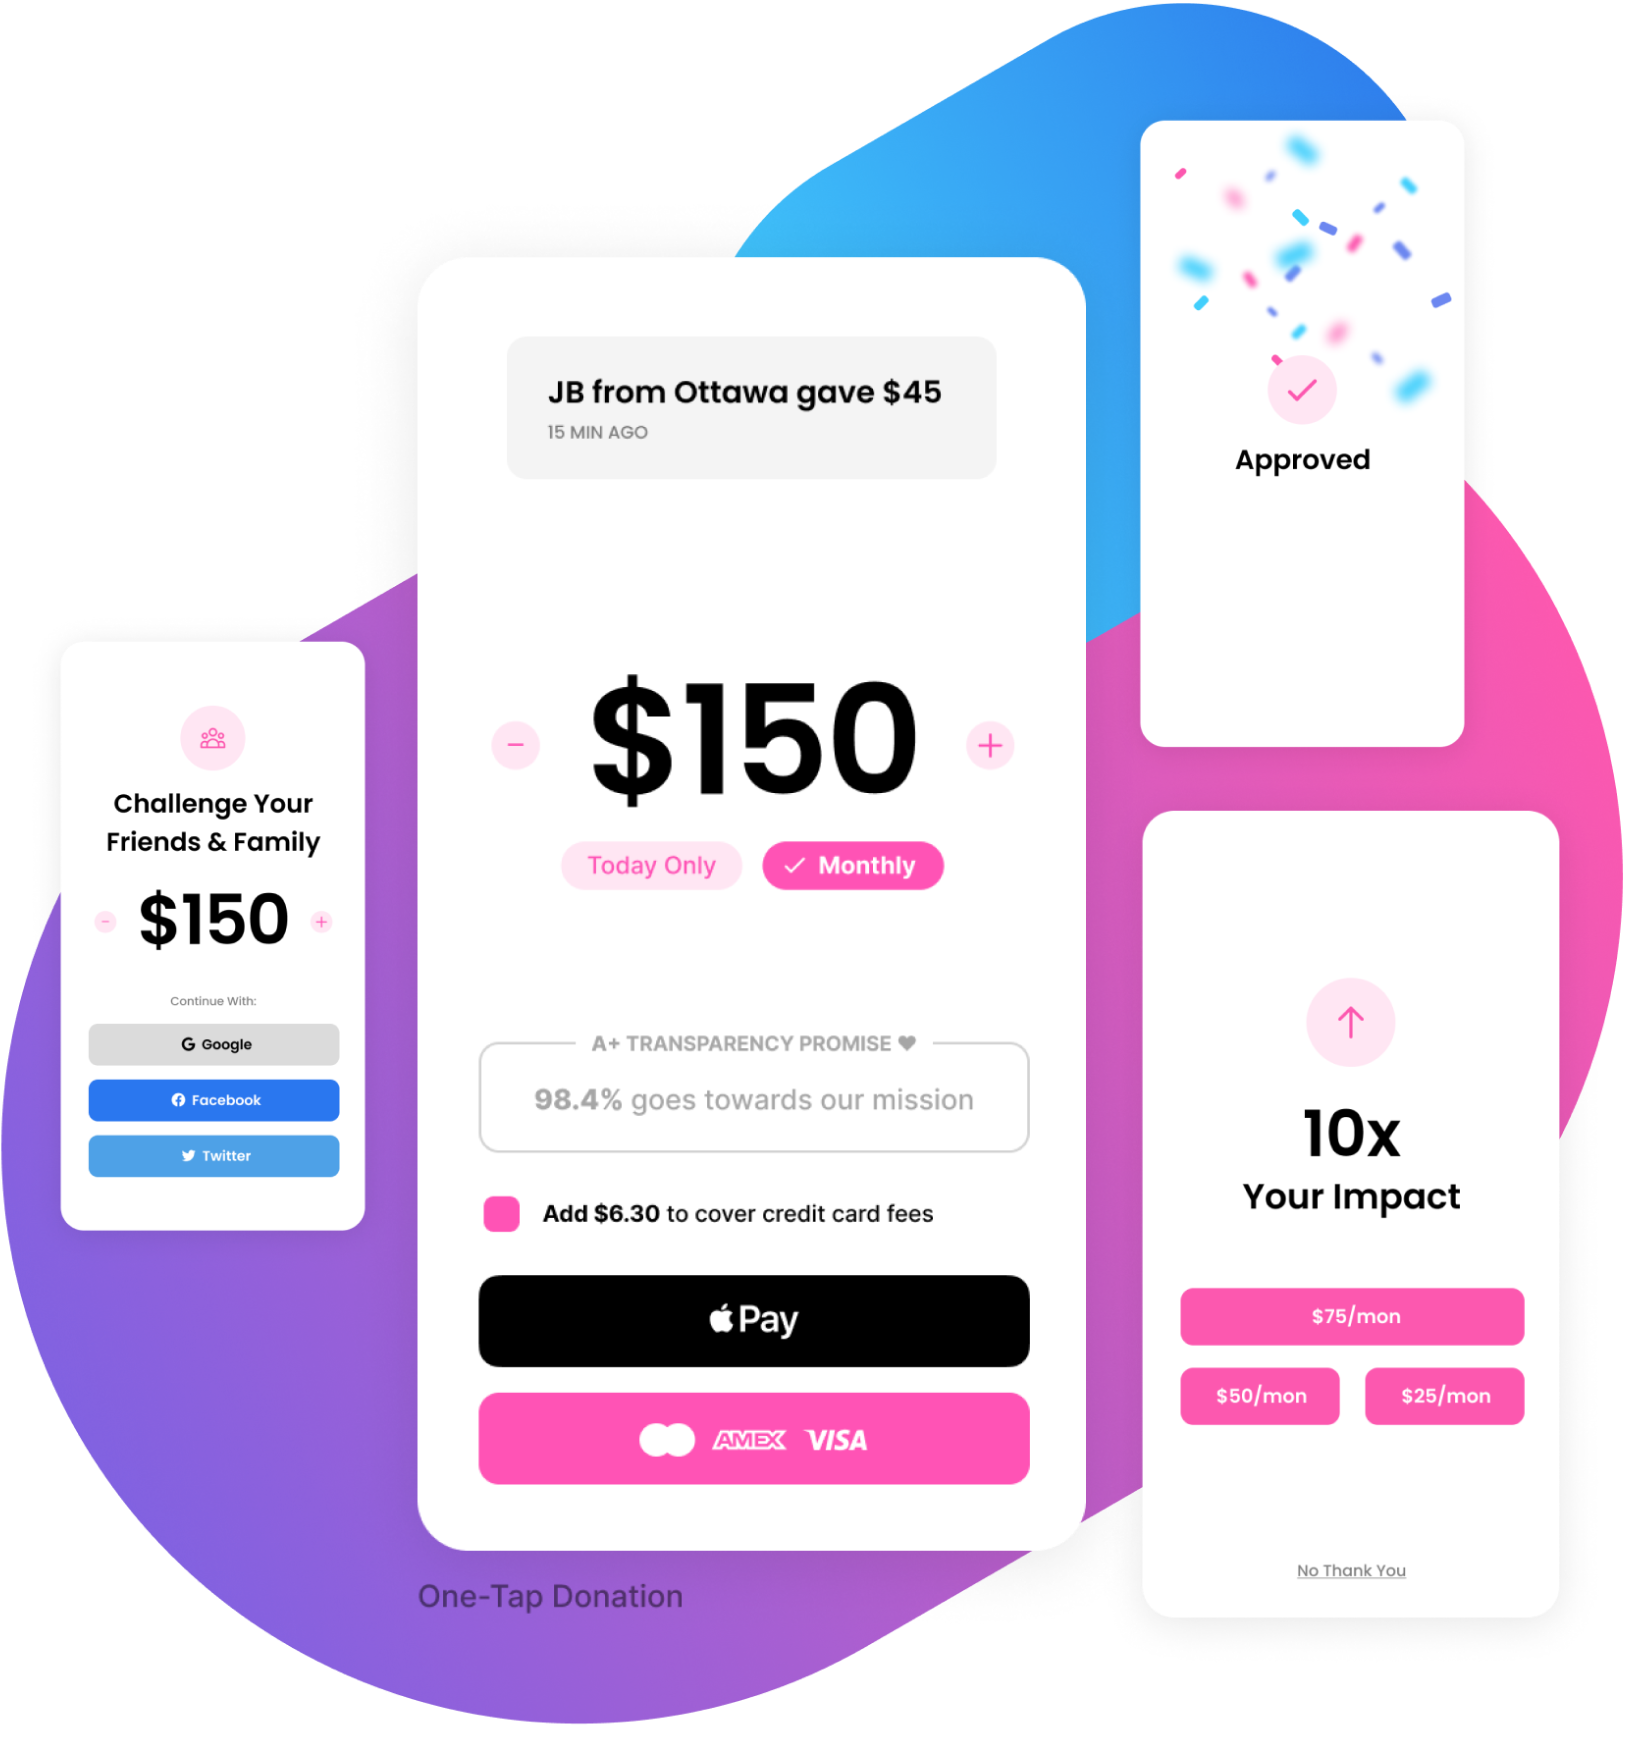 JB from Ottawa gave $45
15 MIN AGO
- $150 +
Today Only
Monthly
A+ TRANSPARENCY PROMISE
98.4% goes towards our mission
Add $6.30 to cover credit card fees
Pay
AMEX VISA
One-Tap Donation
Challenge Your
Friends & Family
- $150 +
Continue With:
Google
Facebook
Twitter
Approved
10x
Your Impact
$75/mon
$50/mon
$25/mon
No Thank You